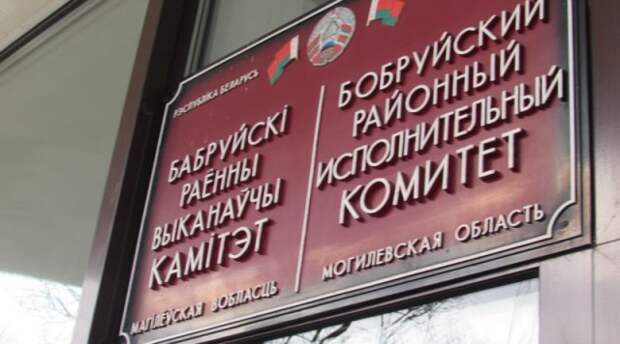 РЭСПУБЛІКА БЕЛАРУСЬ
БАБРУЙСКІ
РАЁННЫ
ВЫКАНАЎЧЫ
КАМІТЭТ
МАГІЛЁЎСКАЯ ВОБЛАСЦЬ
БОБРУЙСКИЙ
РАЙОННЫЙ
ИСПОЛНИТЕЛЬНЫЙ
КОМИТЕТ
МОГИЛЕВСКАЯ ОБЛАСТЬ